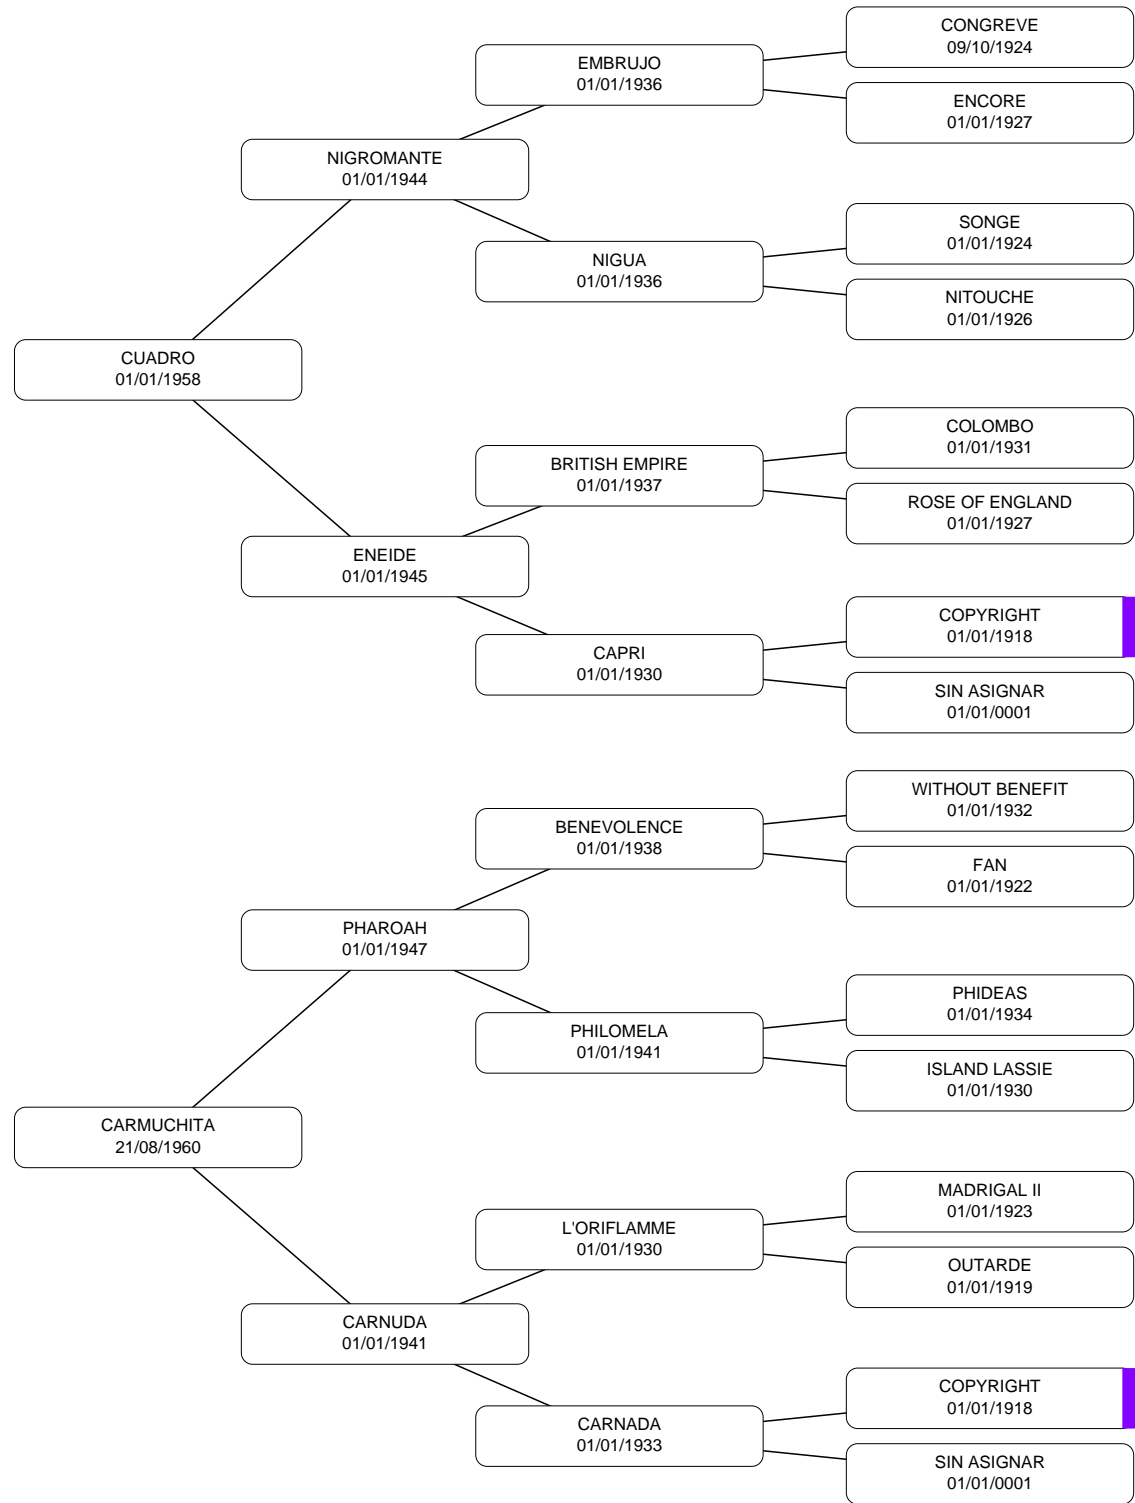 CONGREVE
09/10/1924
EMBRUJO
01/01/1936
ENCORE
01/01/1927
NIGROMANTE
01/01/1944
SONGE
01/01/1924
NIGUA
01/01/1936
NITOUCHE
01/01/1926
CUADRO
01/01/1958
COLOMBO
01/01/1931
BRITISH EMPIRE
01/01/1937
ROSE OF ENGLAND
01/01/1927
ENEIDE
01/01/1945
COPYRIGHT
01/01/1918
CAPRI
01/01/1930
SIN ASIGNAR
01/01/0001
WITHOUT BENEFIT
01/01/1932
BENEVOLENCE
01/01/1938
FAN
01/01/1922
PHAROAH
01/01/1947
PHIDEAS
01/01/1934
PHILOMELA
01/01/1941
ISLAND LASSIE
01/01/1930
CARMUCHITA
21/08/1960
MADRIGAL II
01/01/1923
L'ORIFLAMME
01/01/1930
OUTARDE
01/01/1919
CARNUDA
01/01/1941
COPYRIGHT
01/01/1918
CARNADA
01/01/1933
SIN ASIGNAR
01/01/0001